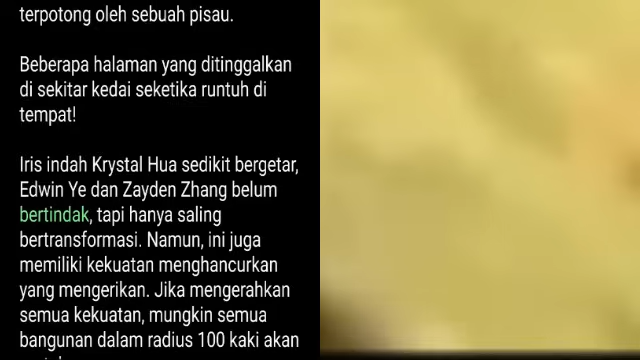 terpotong oleh sebuah pisau.
Beberapa halaman yang ditinggalkan
di sekitar kedai seketika runtuh di
tempat!
Iris indah Krystal Hua sedikit bergetar,
Edwin Ye dan Zayden Zhang belum
bertindak, tapi hanya saling
bertransformasi. Namun, ini juga
memiliki kekuatan menghancurkan
yang mengerikan. Jika mengerahkan
semua kekuatan, mungkin semua
bangunan dalam radius 100 kaki akan